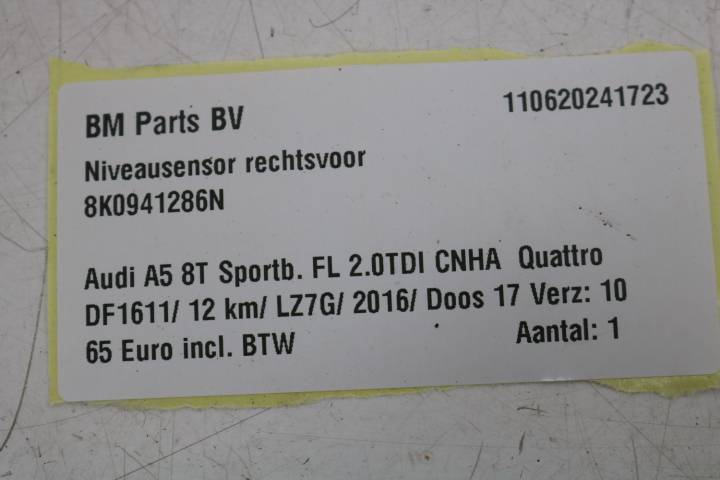 BM Parts BV 110620241723
Niveausensor rechtsvoor
8K0941286N
Audi A5 8T Sportb. FL 2.0TDI CNHA Quattro
DF1611/ 12 km/ LZ7G/ 2016/ Doos 17 Verz: 10
65 Euro incl. BTW Aantal: 1